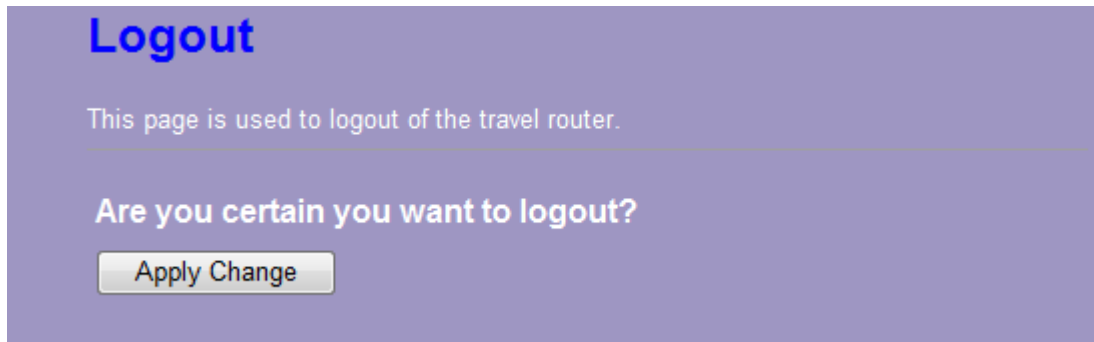 Logout
This page is used to logout of the travel router.
Are you certain you want to logout?
Apply Change